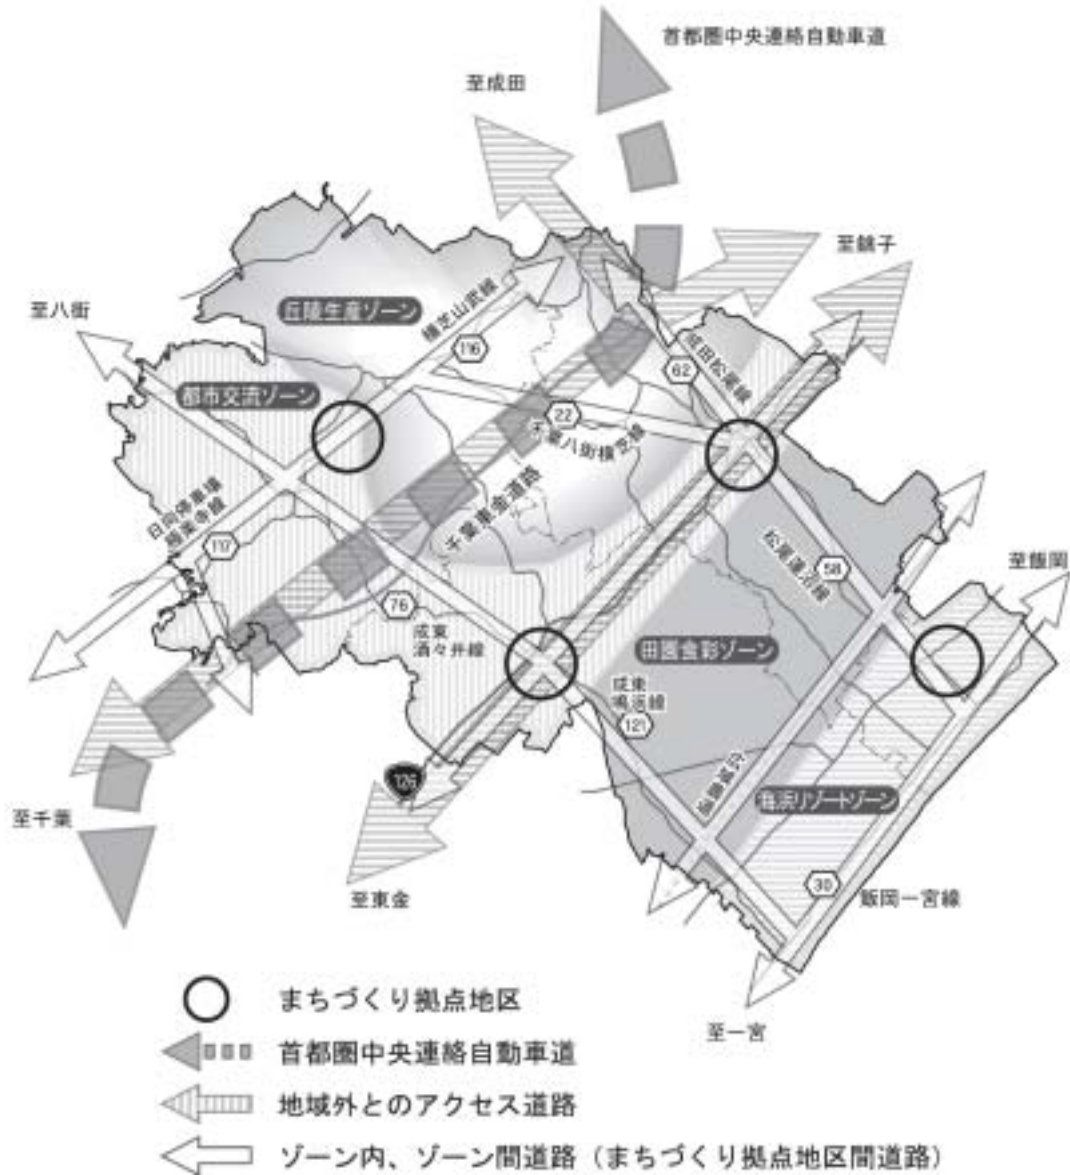 首都圏中央連絡自動車道
至成田
至銚子
至八街
丘陵生産ゾーン
横芝山武線
116
成田松尾線
62
都市交流ゾーン
22
千葉八街横芝線
千葉東金道路
日向停車場
極楽寺線
117
76
成東
酒々井線
松尾蓮沼線
58
至飯岡
田園食彩ゾーン
成東
鳴浜線
121
126
至千葉
海浜リゾートゾーン
至東金
30
飯岡一宮線
至一宮
まちづくり拠点地区
首都圏中央連絡自動車道
地域外とのアクセス道路
ゾーン内、ゾーン間道路（まちづくり拠点地区間道路）